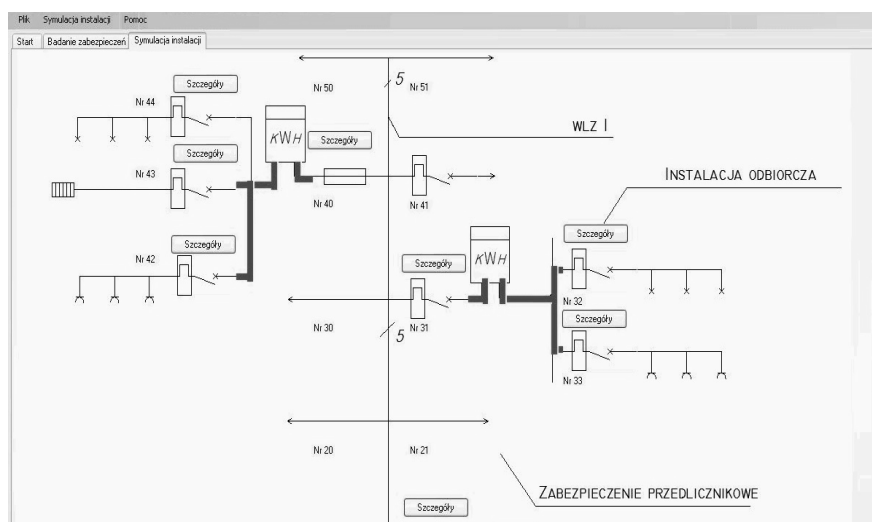 Plik Symulacja instalacji Pomoc
Start Badanie zabezpieczeń Symulacja instalacji
Nr 50 5 Nr 51
Szczegóły
Nr 44
KWH
Szczegóły
WLZ I
Szczegóły
Nr 43
Nr 40 Nr 41
INSTALACJA ODBIORCZA
Szczegóły
Nr 42
Szczegóły
KWH
Szczegóły
Nr 32
Nr 30 5 Nr 31
Szczegóły
Nr 33
Nr 20 Nr 21
ZABEZPIECZENIE PRZEDLICZNIKOWE
Szczegóły